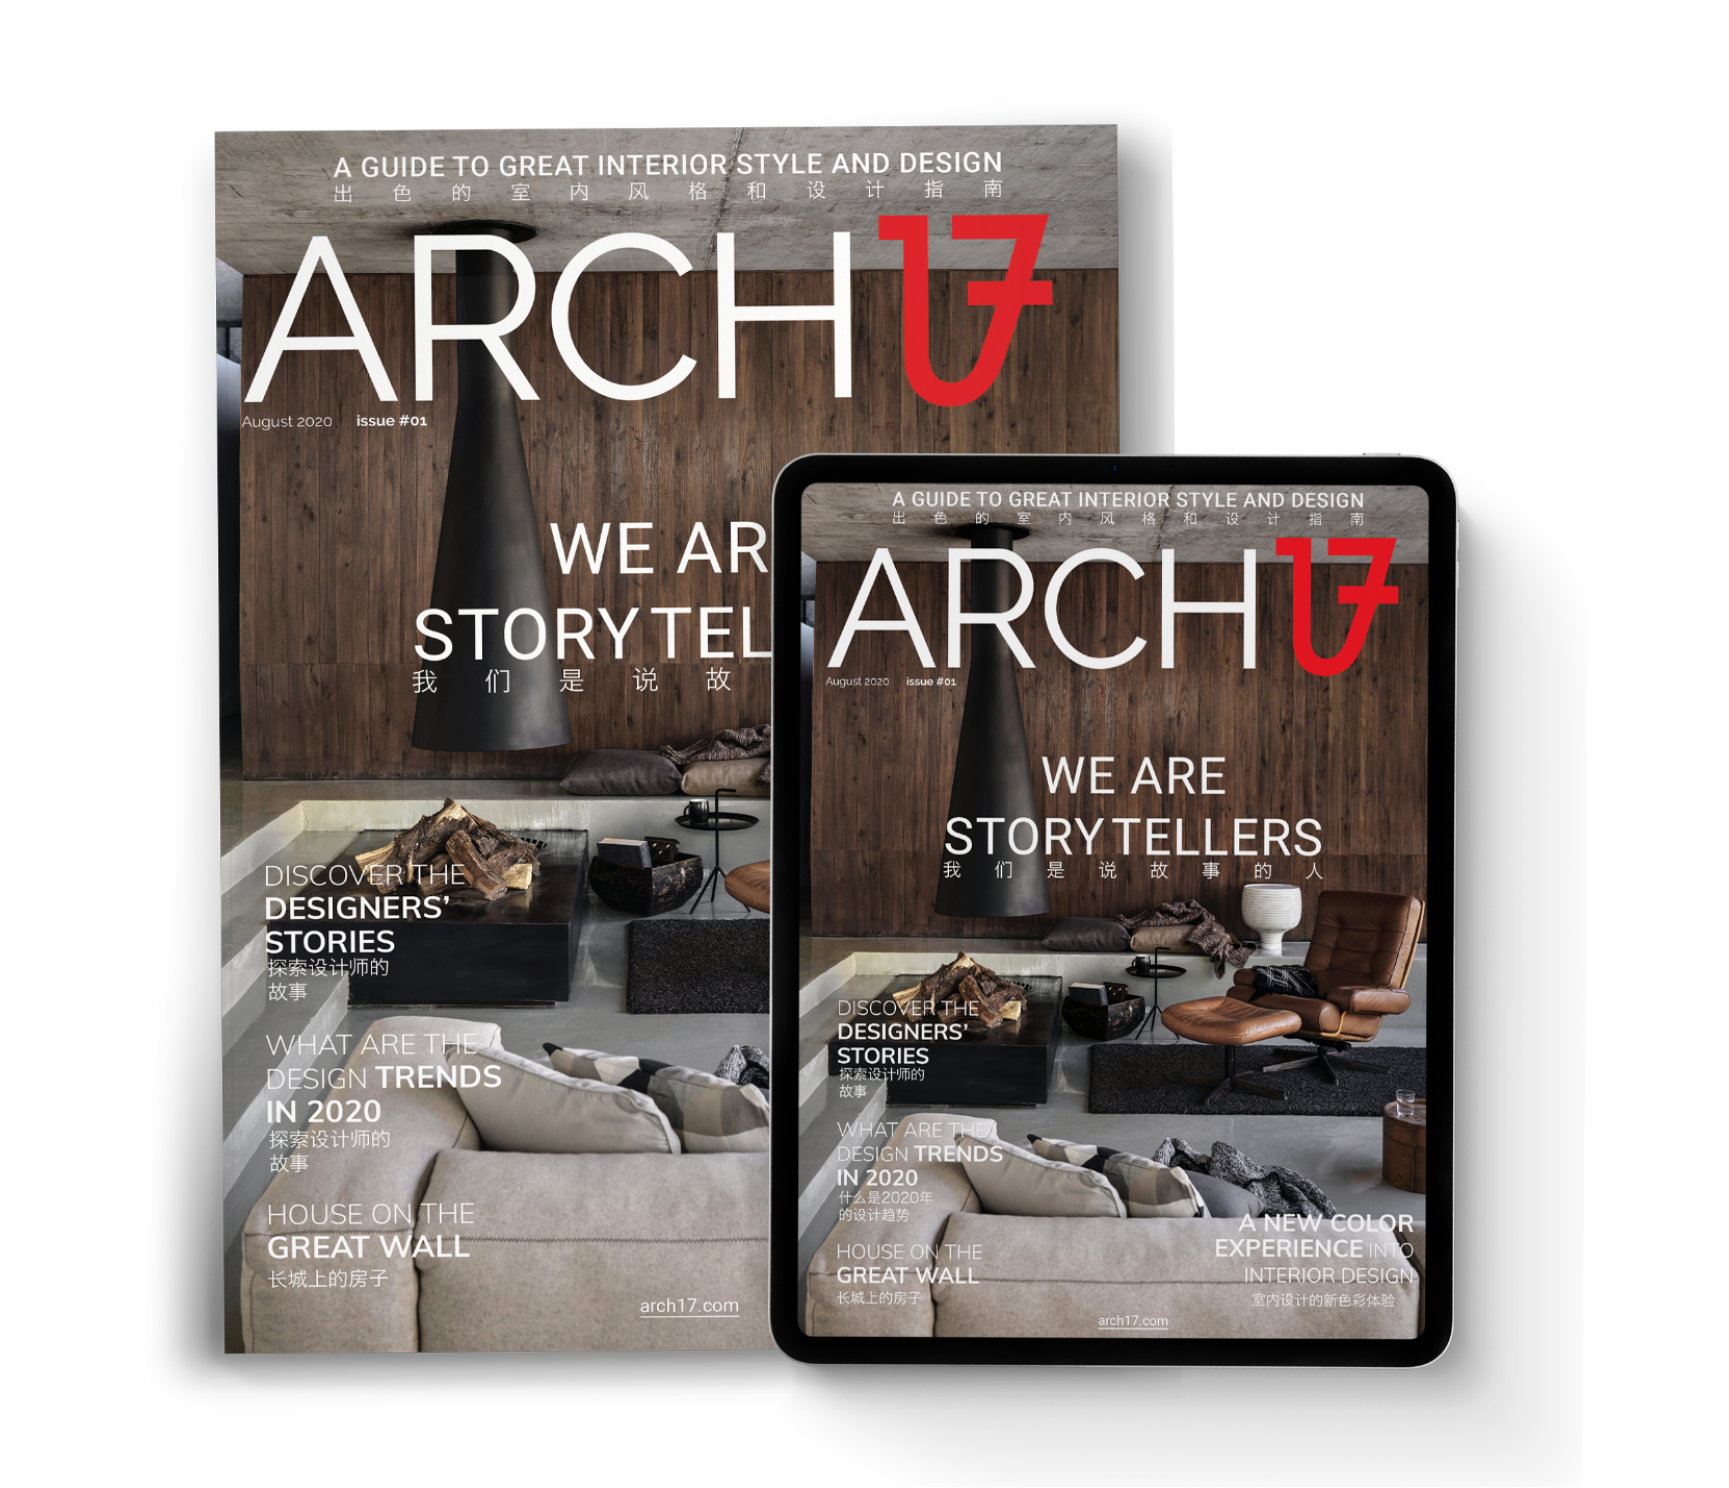 A GUIDE TO GREAT INTERIOR STYLE AND DESIGN
出色的室内风格和设计指南
ARCH17
August 2020 issue #01
WE AR
STORY TEL
我们是说故
DISCOVER THE
DESIGNERS'
STORIES
探索设计师的
故事
WHAT ARE THE
DESIGN TRENDS
IN 2020
探索设计师的
故事
HOUSE ON THE
GREAT WALL
长城上的房子
arch17.com
A GUIDE TO GREAT INTERIOR STYLE AND DESIGN
出色的室内风格和设计指南
ARCH17
August 2020 issue #01
WE ARE
STORY TELLERS
我们是说故事的人
DISCOVER THE
DESIGNERS'
STORIES
探索设计师的
故事
WHAT ARE THE
DESIGN TRENDS
IN 2020
什么是2020年
的设计趋势
HOUSE ON THE
GREAT WALL
长城上的房子
A NEW COLOR
EXPERIENCE INTO
INTERIOR DESIGN
室内设计的新色彩体验
arch17.com